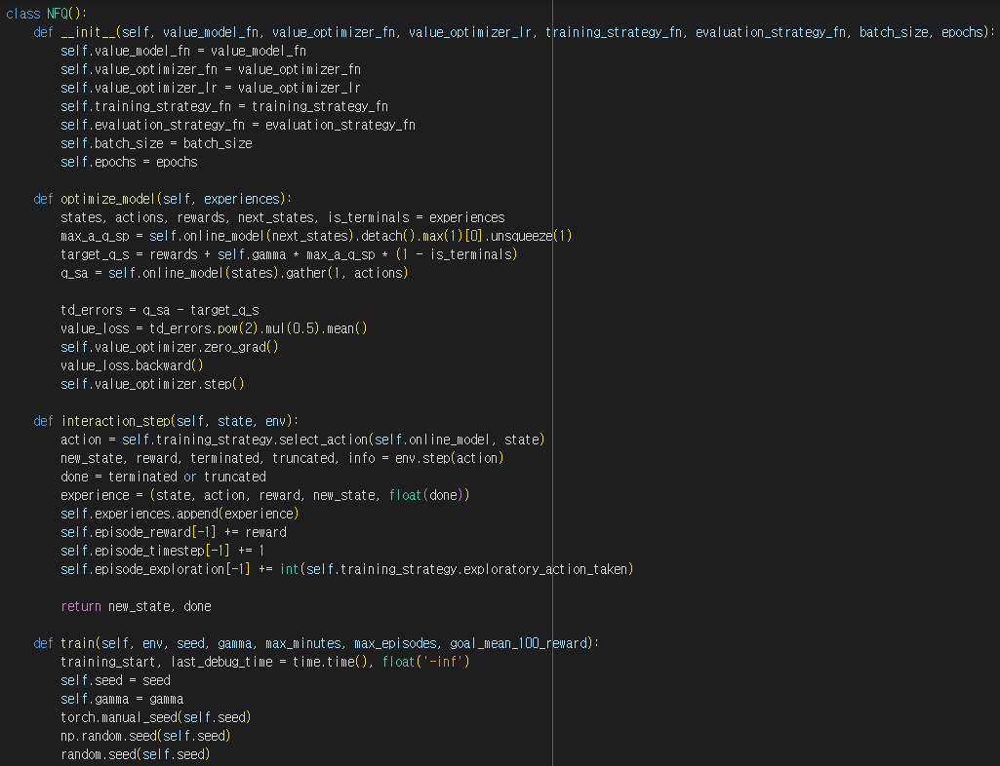 class NFQ():
    def __init__(self, value_model_fn, value_optimizer_fn, value_optimizer_lr, training_strategy_fn, evaluation_strategy_fn, batch_size, epochs):
        self.value_model_fn = value_model_fn
        self.value_optimizer_fn = value_optimizer_fn
        self.value_optimizer_lr = value_optimizer_lr
        self.training_strategy_fn = training_strategy_fn
        self.evaluation_strategy_fn = evaluation_strategy_fn
        self.batch_size = batch_size
        self.epochs = epochs

    def optimize_model(self, experiences):
        states, actions, rewards, next_states, is_terminals = experiences
        max_a_q_sp = self.online_model(next_states).detach().max(1)[0].unsqueeze(1)
        target_q_s = rewards + self.gamma * max_a_q_sp * (1 - is_terminals)
        q_sa = self.online_model(states).gather(1, actions)

        td_errors = q_sa - target_q_s
        value_loss = td_errors.pow(2).mul(0.5).mean()
        self.value_optimizer.zero_grad()
        value_loss.backward()
        self.value_optimizer.step()

    def interaction_step(self, state, env):
        action = self.training_strategy.select_action(self.online_model, state)
        new_state, reward, terminated, truncated, info = env.step(action)
        done = terminated or truncated
        experience = (state, action, reward, new_state, float(done))
        self.experiences.append(experience)
        self.episode_reward[-1] += reward
        self.episode_timestep[-1] += 1
        self.episode_exploration[-1] += int(self.training_strategy.exploratory_action_taken)

        return new_state, done

    def train(self, env, seed, gamma, max_minutes, max_episodes, goal_mean_100_reward):
        training_start, last_debug_time = time.time(), float('-inf')
        self.seed = seed
        self.gamma = gamma
        torch.manual_seed(self.seed)
        np.random.seed(self.seed)
        random.seed(self.seed)